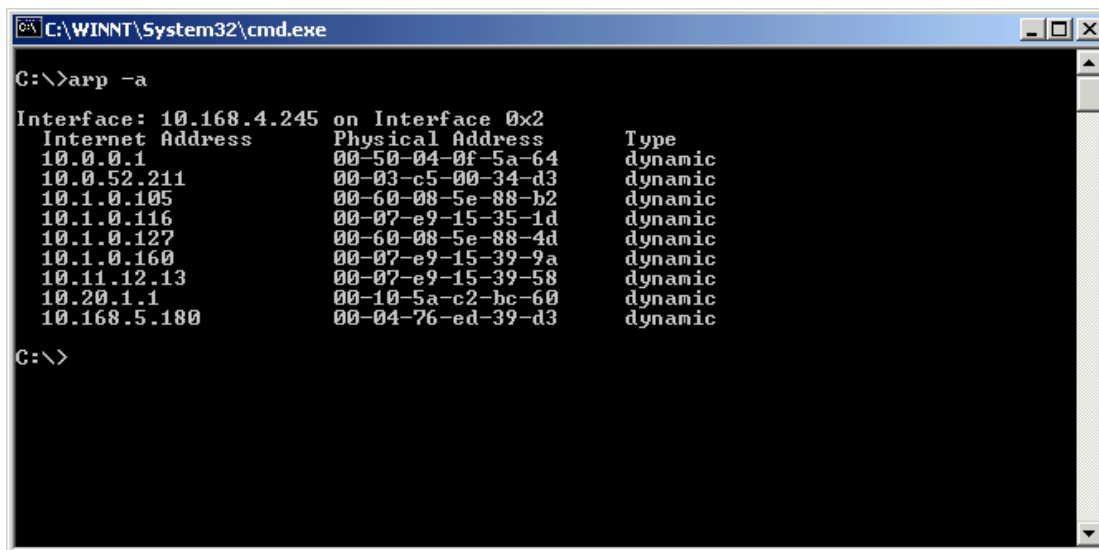 C:\WINNT\System32\cmd.exe
C:\>arp -a
Interface: 10.168.4.245 on Interface 0x2
Internet Address Physical Address Type
10.0.0.1 00-50-04-0f-5a-64 dynamic
10.0.52.211 00-03-c5-00-34-d3 dynamic
10.1.0.105 00-60-08-5e-88-b2 dynamic
10.1.0.116 00-07-e9-15-35-1d dynamic
10.1.0.127 00-60-08-5e-88-4d dynamic
10.1.0.160 00-07-e9-15-39-9a dynamic
10.11.12.13 00-07-e9-15-39-58 dynamic
10.20.1.1 00-10-5a-c2-bc-60 dynamic
10.168.5.180 00-04-76-ed-39-d3 dynamic
C:\>